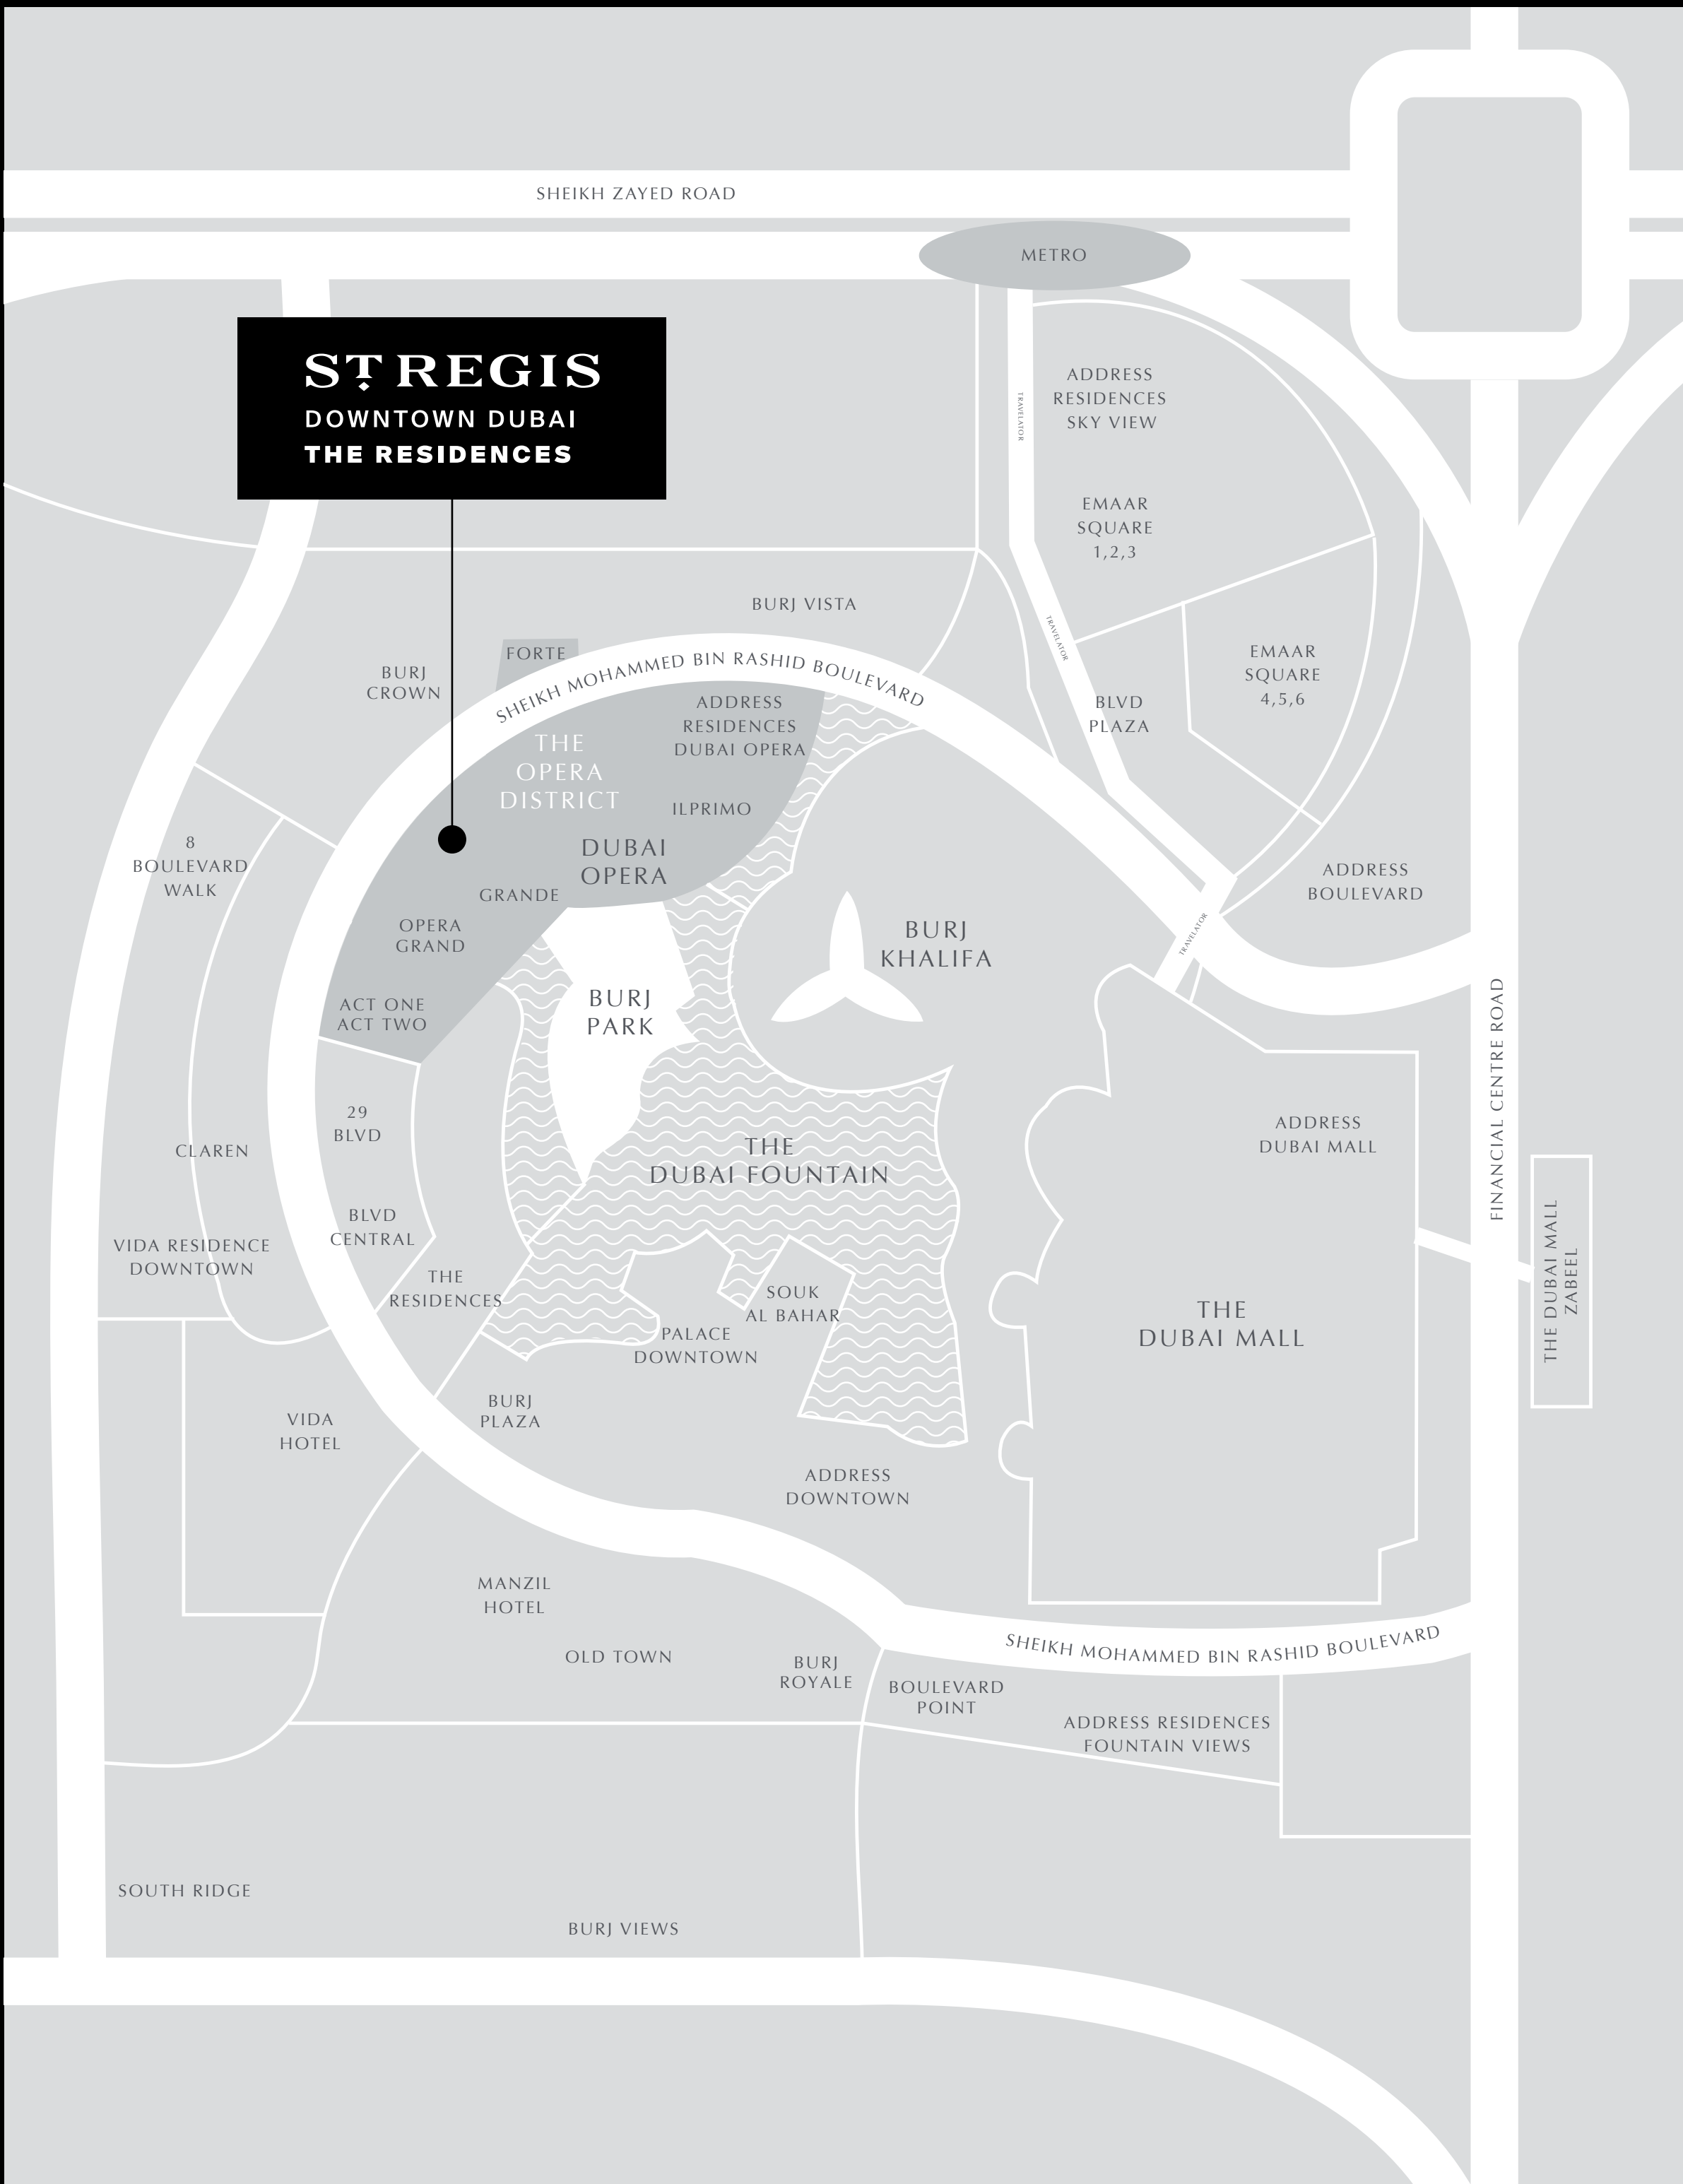 SHEIKH ZAYED ROAD
METRO
ST REGIS
DOWNTOWN DUBAI
THE RESIDENCES
TRAVELATOR
ADDRESS
RESIDENCES
SKY VIEW
EMAAR
SQUARE
1,2,3
BURJ VISTA
TRAVELATOR
FORTE
BURJ
CROWN
SHEIKH MOHAMMED BIN RASHID BOULEVARD
EMAAR
SQUARE
4,5,6
BLVD
PLAZA
ADDRESS
RESIDENCES
DUBAI OPERA
THE
OPERA
DISTRICT
ILPRIMO
DUBAI
OPERA
8
BOULEVARD
WALK
GRANDE
ADDRESS
BOULEVARD
OPERA
GRAND
BURJ
KHALIFA
TRAVELATOR
BURJ
PARK
ACT ONE
ACT TWO
FINANCIAL CENTRE ROAD
29
BLVD
ADDRESS
DUBAI MALL
CLAREN
THE
DUBAI FOUNTAIN
BLVD
CENTRAL
VIDA RESIDENCE
DOWNTOWN
THE
RESIDENCES
SOUK
AL BAHAR
THE
DUBAI MALL
THE DUBAI MALL
ZABEEL
PALACE
DOWNTOWN
BURJ
PLAZA
VIDA
HOTEL
ADDRESS
DOWNTOWN
MANZIL
HOTEL
OLD TOWN
BURJ
ROYALE
SHEIKH MOHAMMED BIN RASHID BOULEVARD
BOULEVARD
POINT
ADDRESS RESIDENCES
FOUNTAIN VIEWS
SOUTH RIDGE
BURJ VIEWS